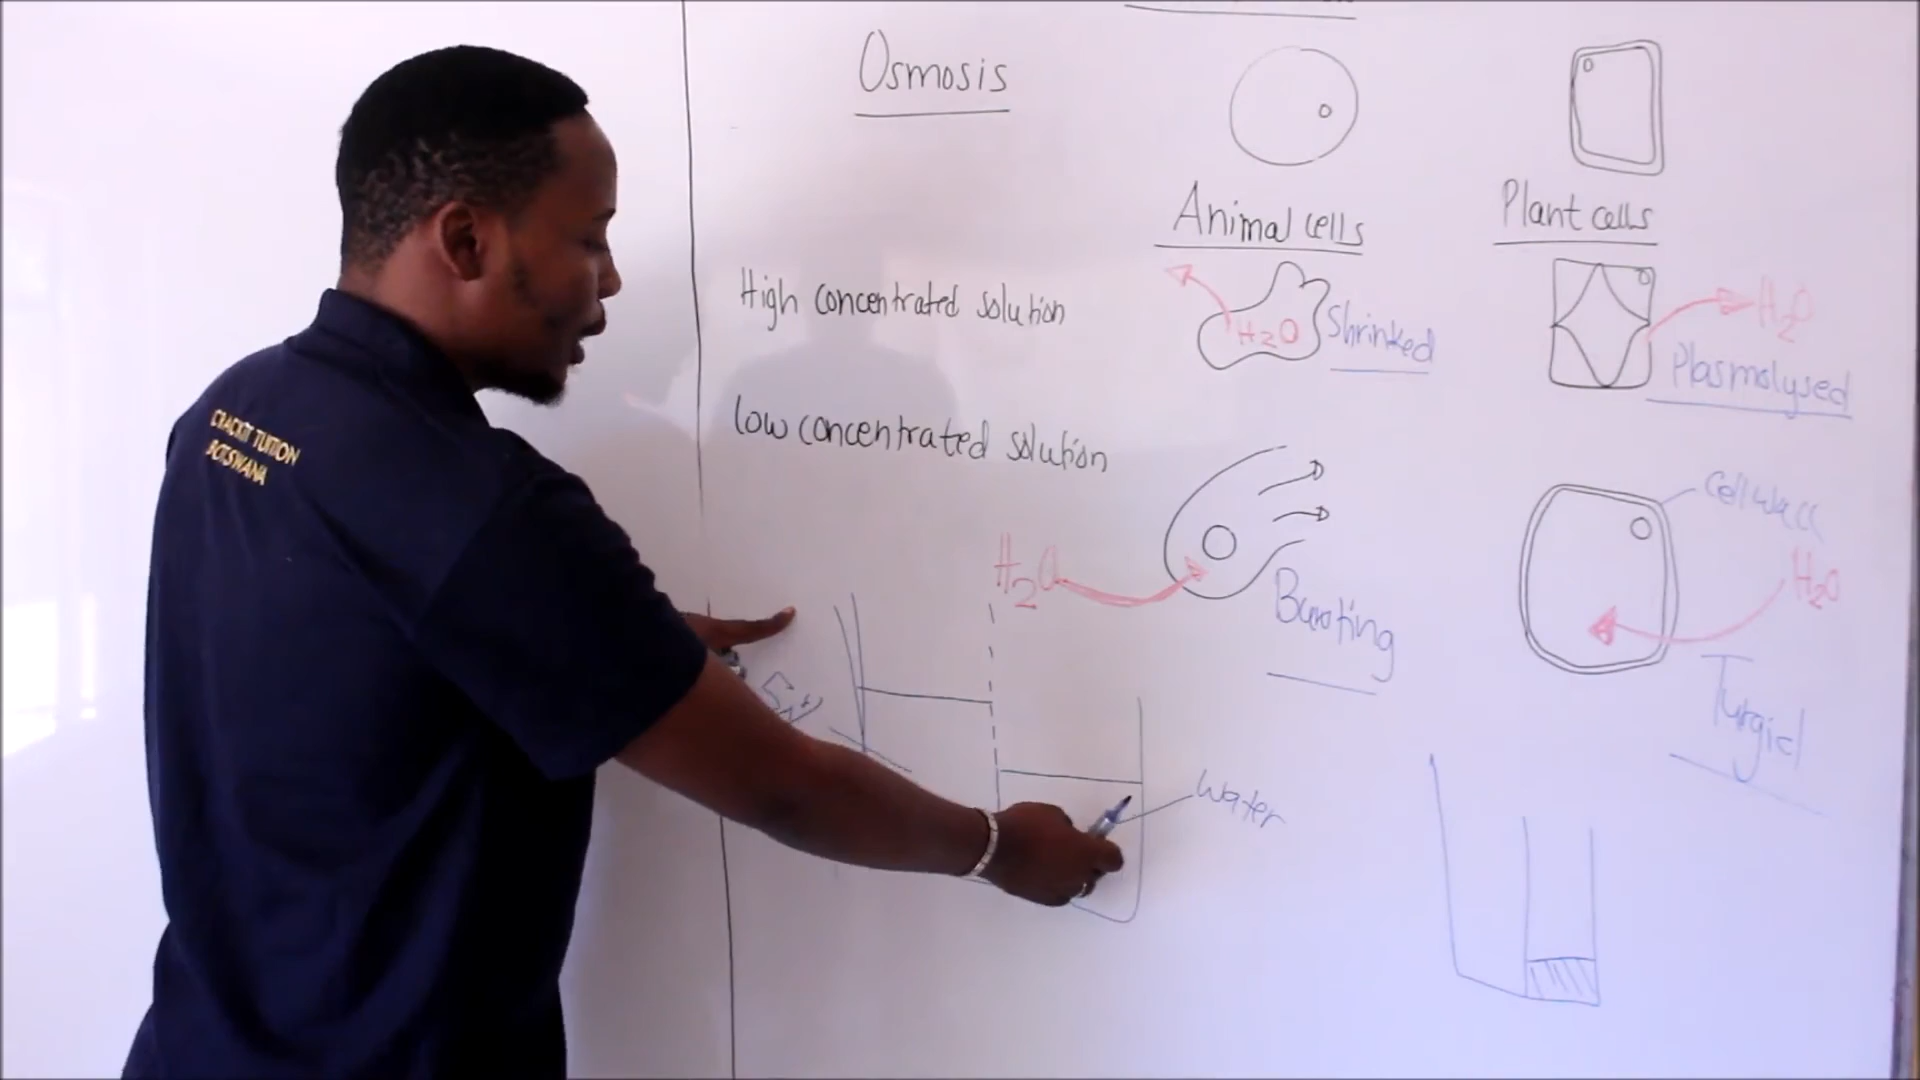 Osmosis
Animal cells
Plant cells
High concentrated solution
H2O
Shrinked
H2O
Plasmolysed
low concentrated solution
H2O
Bursting
Cell wall
H2O
Turgid
Water
CRACKIT TUITION
BOTSWANA